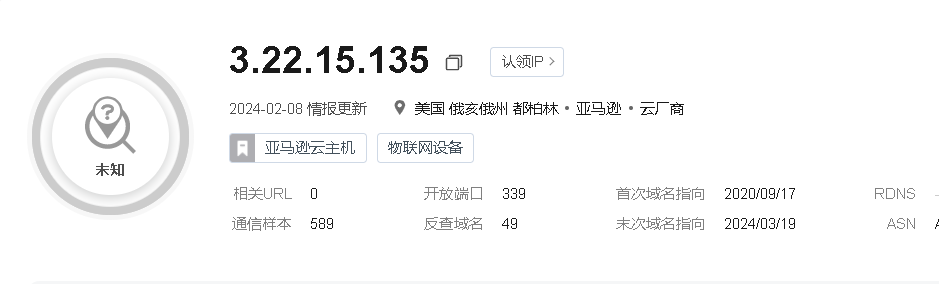 3.22.15.135 认领IP >
2024-02-08 情报更新 美国 俄亥俄州 都柏林 • 亚马逊 • 云厂商
?
未知
亚马逊云主机 物联网设备
相关URL 0 开放端口 339 首次域名指向 2020/09/17 RDNS -
通信样本 589 反查域名 49 末次域名指向 2024/03/19 ASN